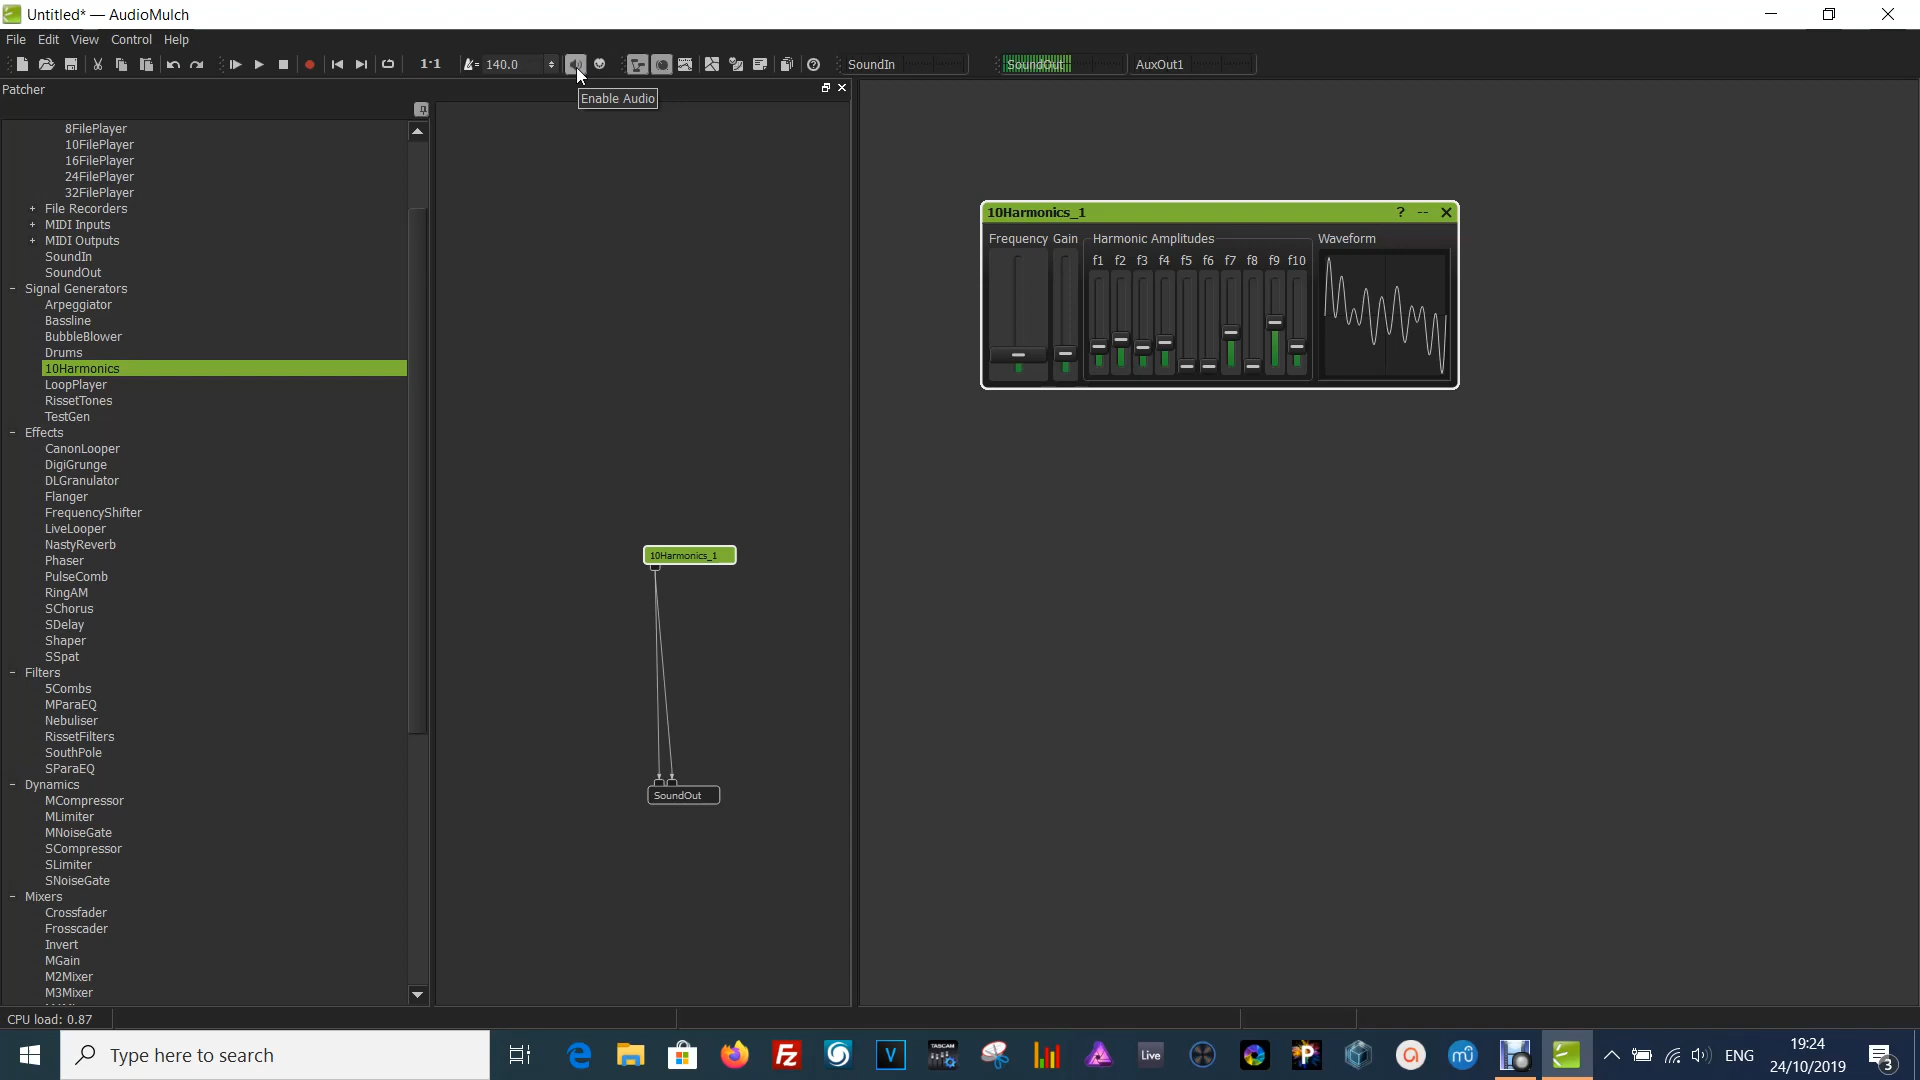 Untitled* — AudioMulch
File Edit View Control Help
1·1 140.0 SoundIn SoundOut AuxOut1
Enable Audio
Patcher
8FilePlayer
10FilePlayer
16FilePlayer
24FilePlayer
32FilePlayer
+ File Recorders
+ MIDI Inputs
+ MIDI Outputs
SoundIn
SoundOut
- Signal Generators
Arpeggiator
Bassline
BubbleBlower
Drums
10Harmonics
LoopPlayer
RissetTones
TestGen
- Effects
CanonLooper
DigiGrunge
DLGranulator
Flanger
FrequencyShifter
LiveLooper
NastyReverb
Phaser
PulseComb
RingAM
SChorus
SDelay
Shaper
SSpat
- Filters
5Combs
MParaEQ
Nebuliser
RissetFilters
SouthPole
SParaEQ
- Dynamics
MCompressor
MLimiter
MNoiseGate
SCompressor
SLimiter
SNoiseGate
- Mixers
Crossfader
Frosscader
Invert
MGain
M2Mixer
M3Mixer
10Harmonics_1
SoundOut
10Harmonics_1 ? --
Frequency Gain Harmonic Amplitudes Waveform
f1 f2 f3 f4 f5 f6 f7 f8 f9 f10
CPU load: 0.87
Type here to search
TASCAM
Live
ENG
19:24
24/10/2019
3